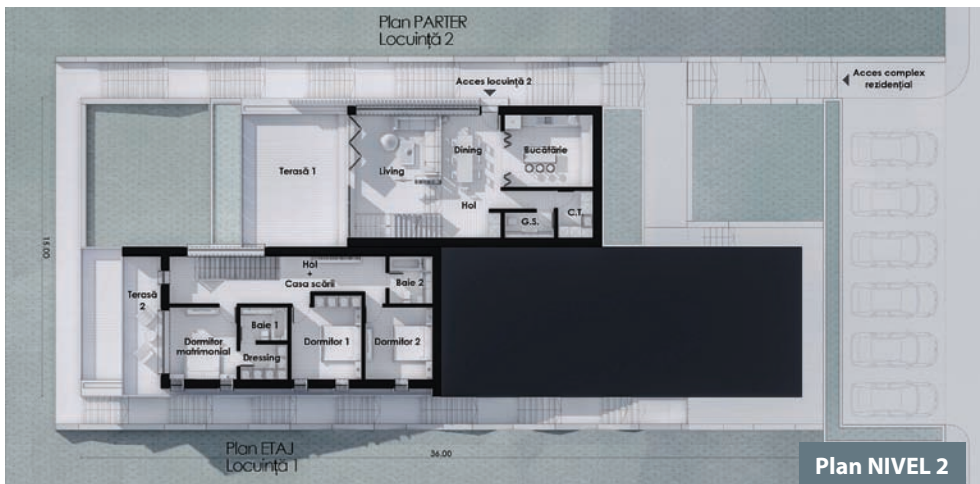 Plan PARTER
Locuință 2
Acces locuință 2
Acces complex
rezidențial
Terasă 1
Living
Dining
Bucătărie
Hol
G.S.
C.T.
15.00
Terasă
2
Hol
+
Casa scării
Baie 2
Dormitor
matrimonial
Baie 1
Dressing
Dormitor 1
Dormitor 2
Plan ETAJ
Locuință 1
36.00
Plan NIVEL 2